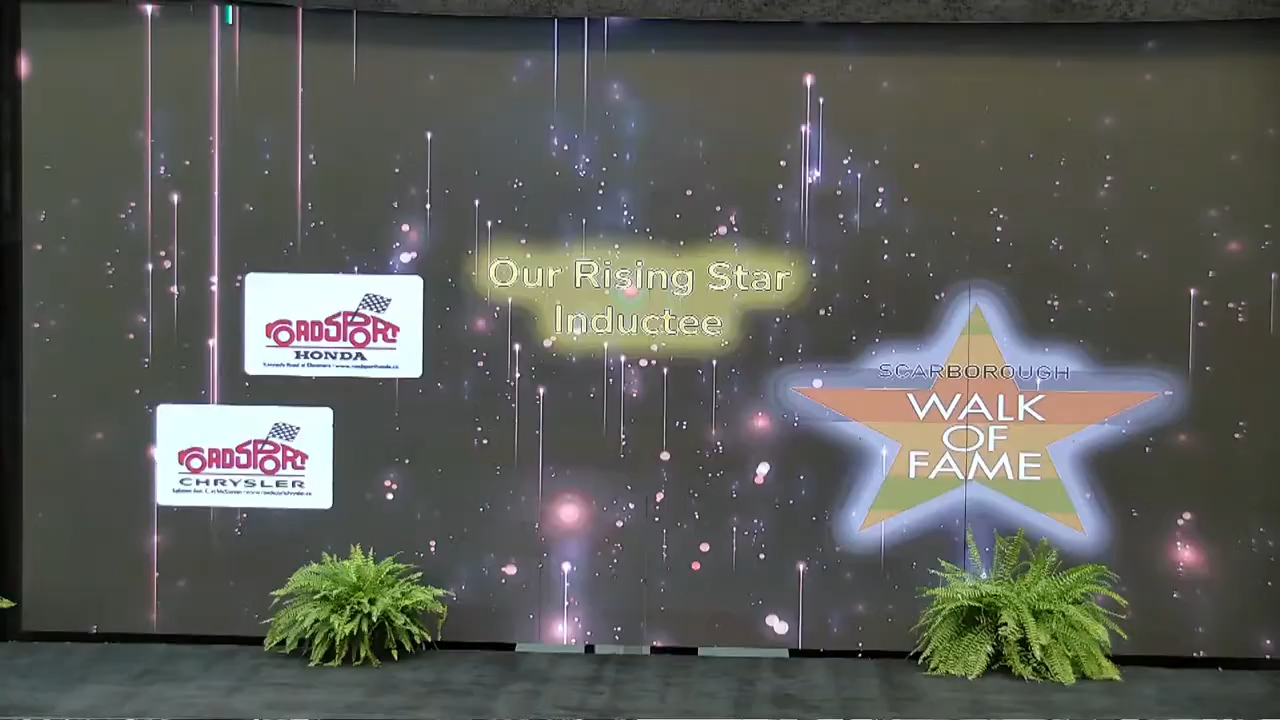 Our Rising Star
Inductee
ROADSPORT
HONDA
SCARBOROUGH
WALK
OF
FAME
ROADSPORT
CHRYSLER